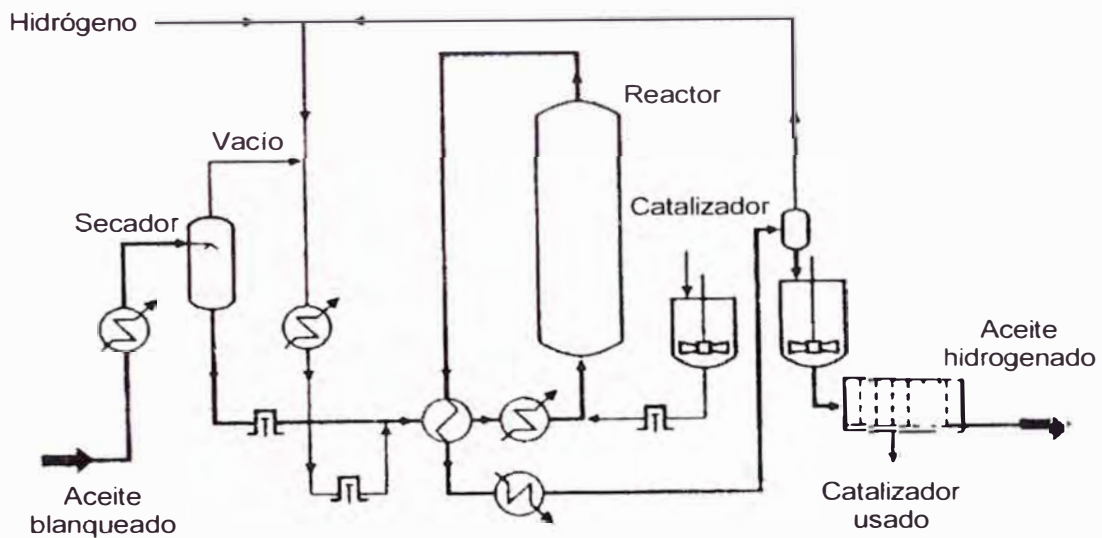 Hidrógeno
Reactor
Vacio
Catalizador
Secador
Aceite
hidrogenado
Aceite
blanqueado
Catalizador
usado